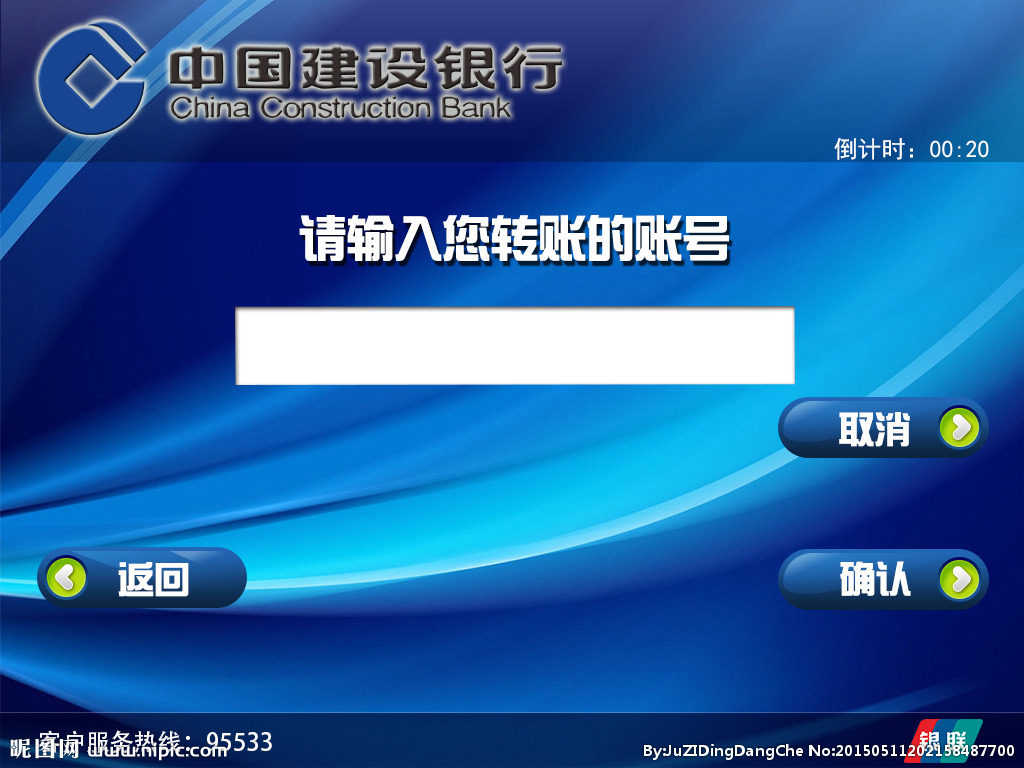 中国建设银行
China Construction Bank
倒计时：00:20
请输入您转账的账号
取消
返回
确认
客户服务热线：95533
昵图网 www.nipic.com
银联
By:JuZIDingDangChe No:20150511202158487700